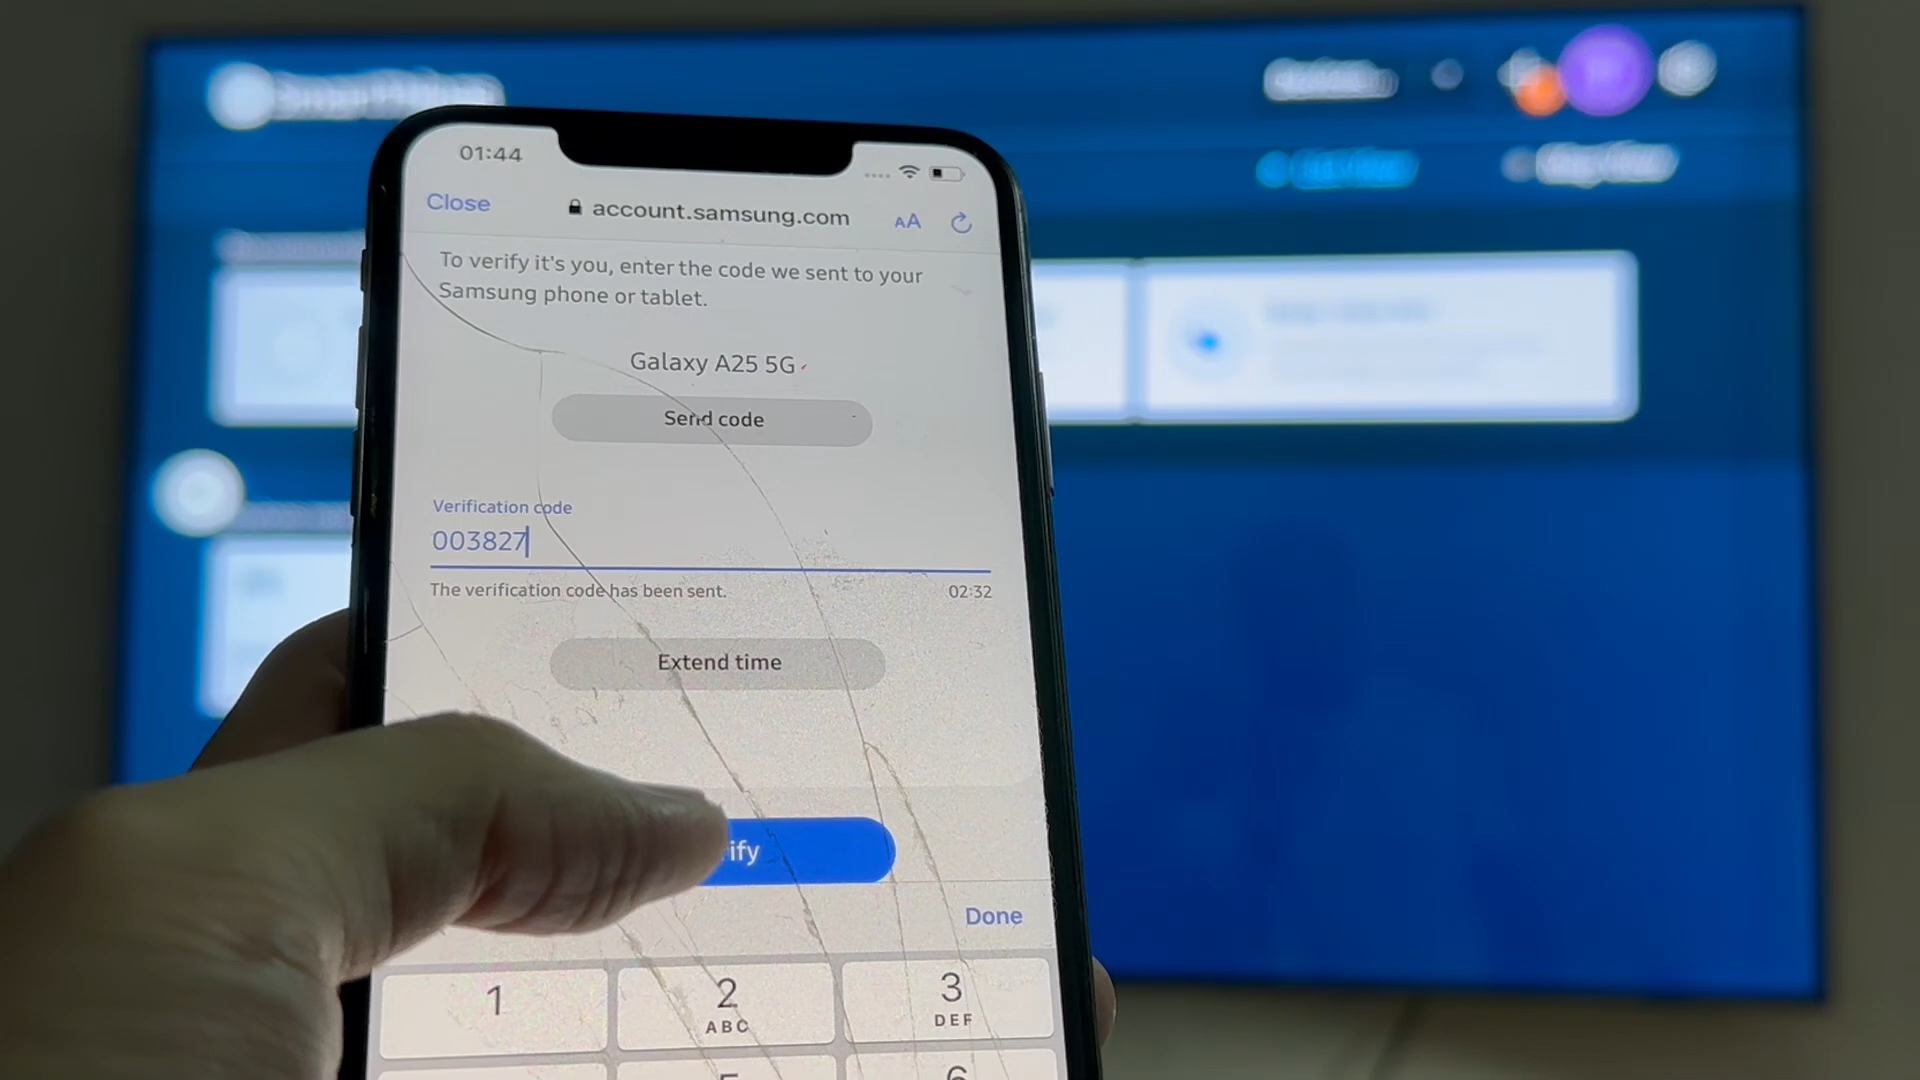 01:44
Close
account.samsung.com
AA
To verify it's you, enter the code we sent to your
Samsung phone or tablet.
Galaxy A25 5G
Send code
Verification code
003827
The verification code has been sent.
02:32
Extend time
ify
Done
1
2
3
ABC
DEF
5
6